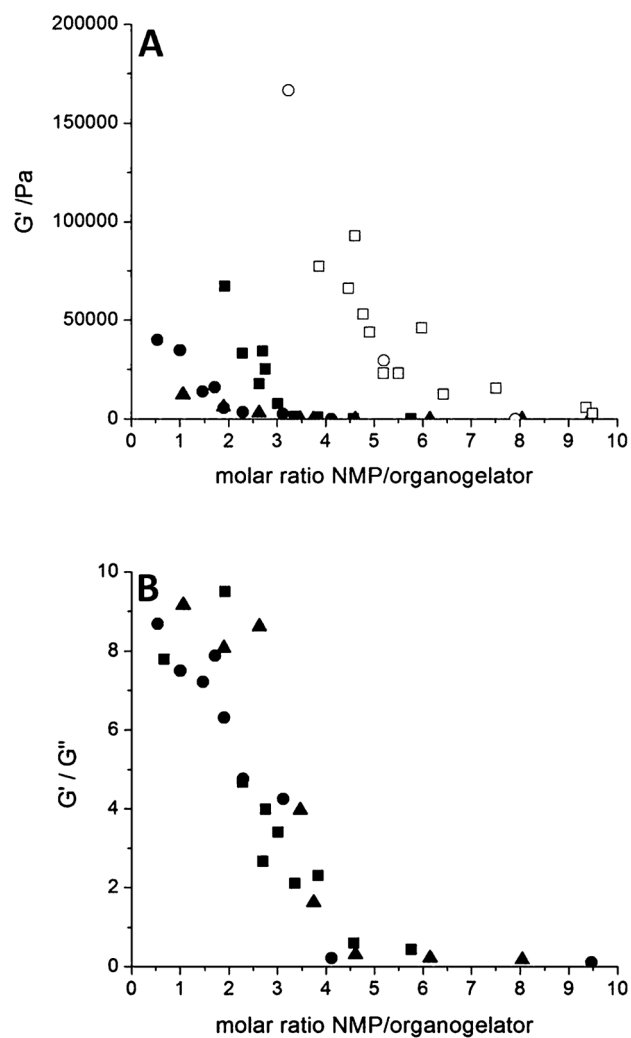 A
200000
150000
100000
50000
0
G' /Pa
0 1 2 3 4 5 6 7 8 9 10
molar ratio NMP/organogelator
B
10
8
6
4
2
0
G' / G"
0 1 2 3 4 5 6 7 8 9 10
molar ratio NMP/organogelator